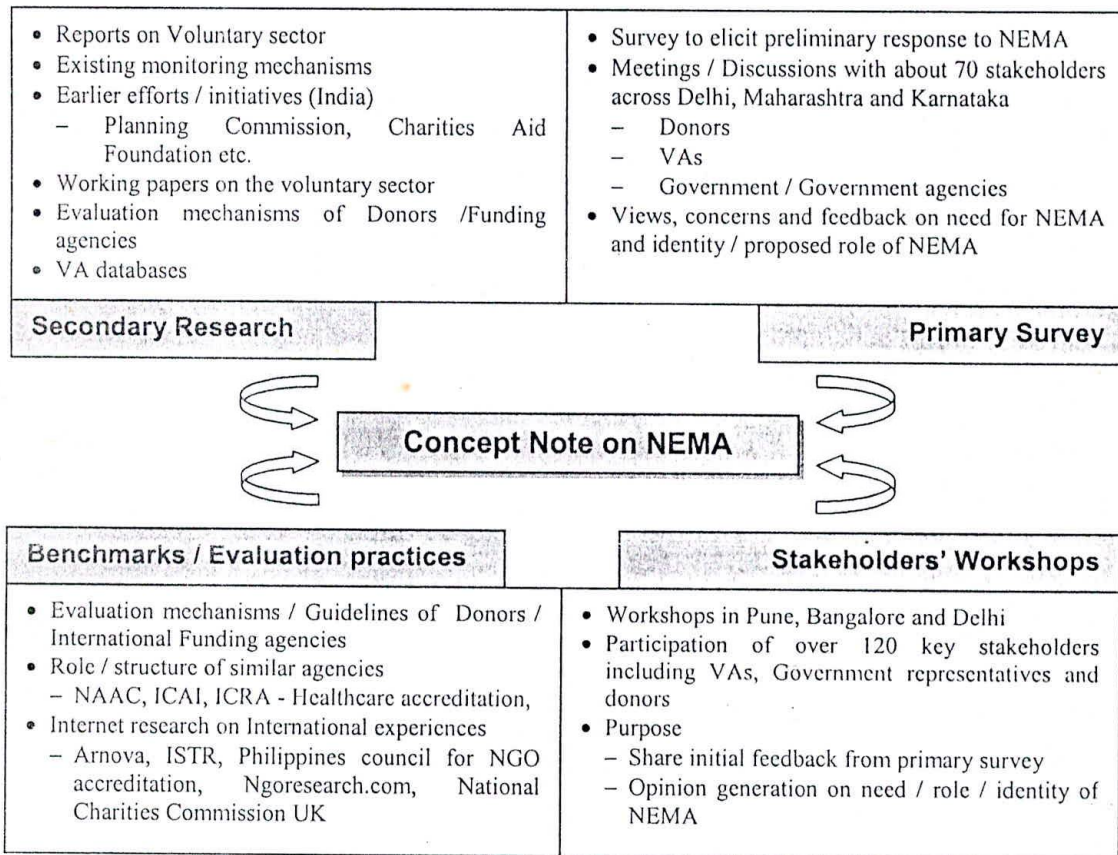 • Reports on Voluntary sector
• Existing monitoring mechanisms
• Earlier efforts / initiatives (India)
– Planning Commission, Charities Aid
Foundation etc.
• Working papers on the voluntary sector
• Evaluation mechanisms of Donors /Funding
agencies
• VA databases
Secondary Research
• Survey to elicit preliminary response to NEMA
• Meetings / Discussions with about 70 stakeholders
across Delhi, Maharashtra and Karnataka
– Donors
– VAs
– Government / Government agencies
• Views, concerns and feedback on need for NEMA
and identity / proposed role of NEMA
Primary Survey
Concept Note on NEMA
Benchmarks / Evaluation practices
• Evaluation mechanisms / Guidelines of Donors /
International Funding agencies
• Role / structure of similar agencies
– NAAC, ICAI, ICRA - Healthcare accreditation,
• Internet research on International experiences
– Arnova, ISTR, Philippines council for NGO
accreditation, Ngoresearch.com, National
Charities Commission UK
Stakeholders' Workshops
• Workshops in Pune, Bangalore and Delhi
• Participation of over 120 key stakeholders
including VAs, Government representatives and
donors
• Purpose
– Share initial feedback from primary survey
– Opinion generation on need / role / identity of
NEMA